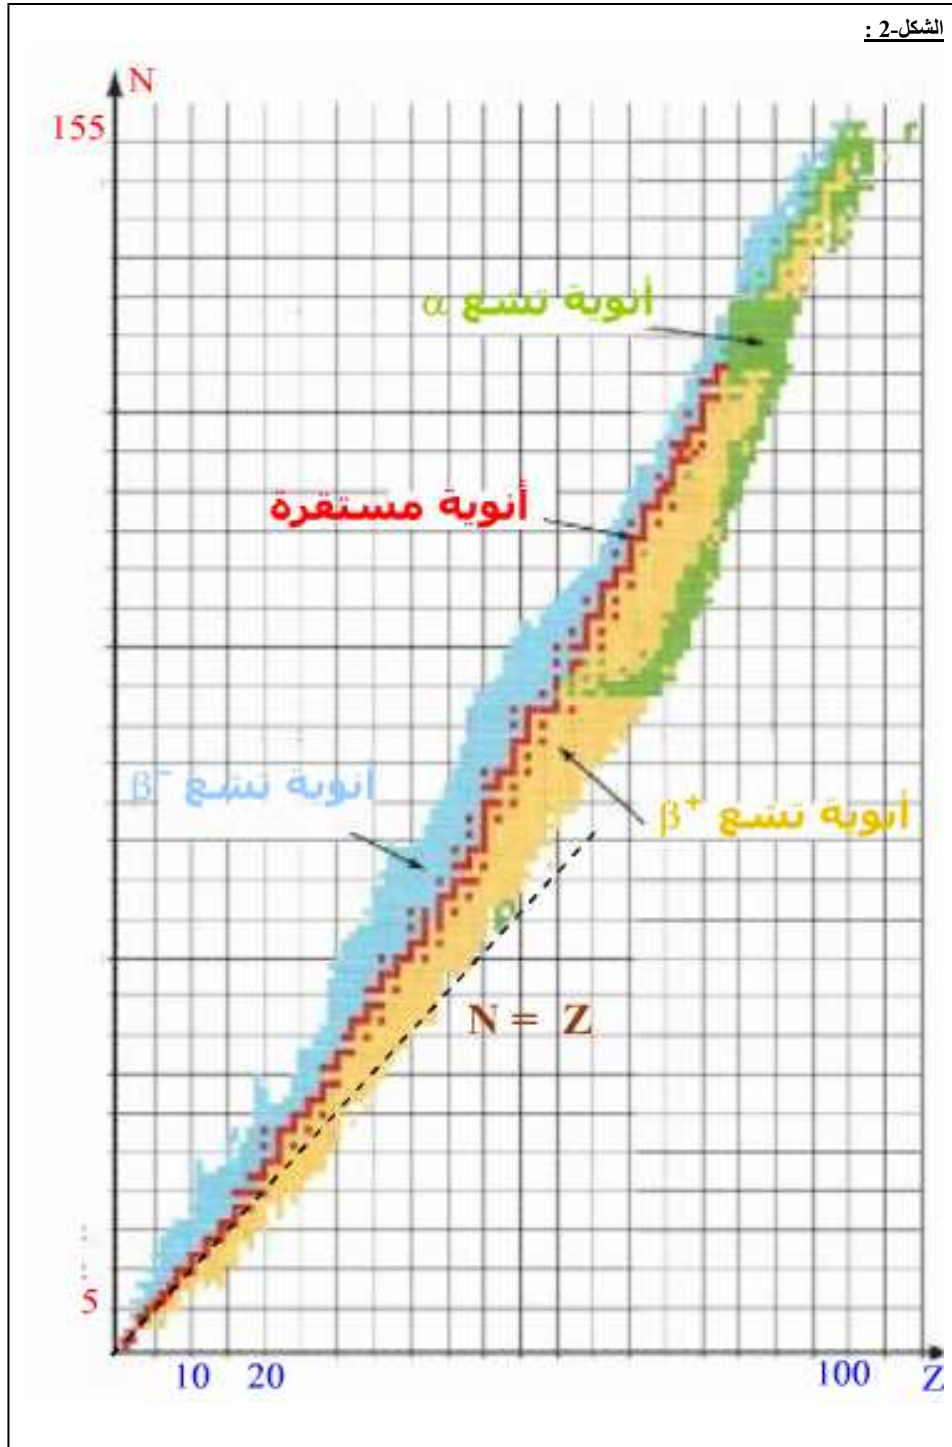 الشكل-2 :
N
155
أنوية تشع α
أنوية مستقرة
أنوية تشع β⁻
أنوية تشع β⁺
N = Z
5
10 20 100 Z